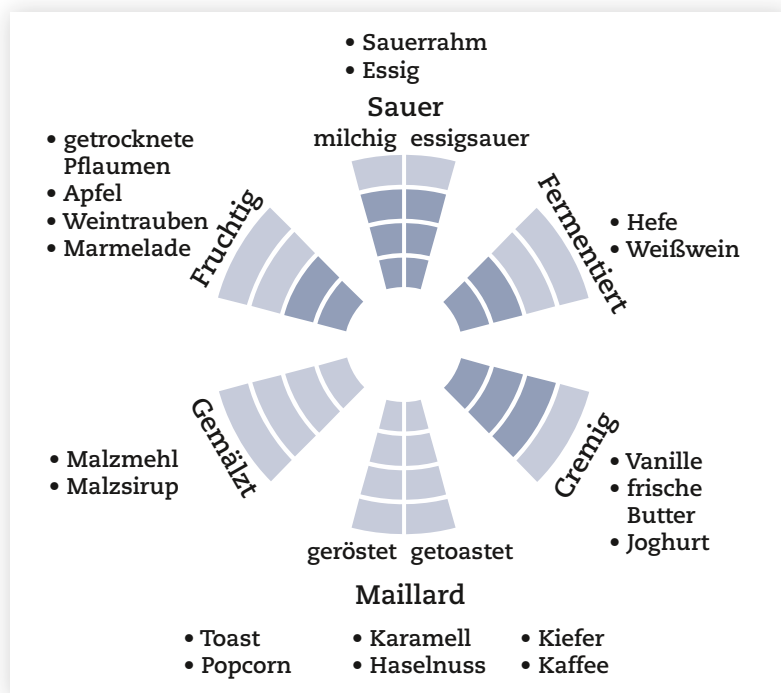 • Sauerrahm
• Essig
Sauer
milchig essigsauer
• getrocknete
Pflaumen
• Apfel
• Weintrauben
• Marmelade
Fruchtig
Fermentiert
• Hefe
• Weißwein
Gemälzt
• Malzmehl
• Malzsirup
Cremig
• Vanille
• frische
Butter
• Joghurt
geröstet getoastet
Maillard
• Toast
• Popcorn
• Karamell
• Haselnuss
• Kiefer
• Kaffee